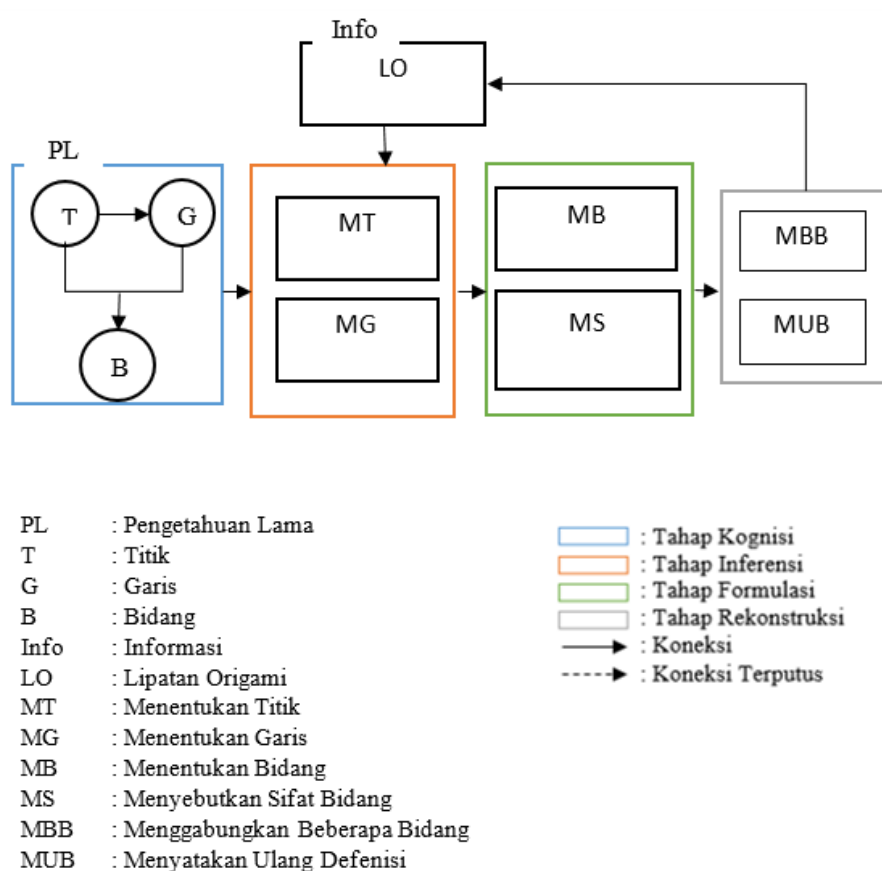 Info
LO
PL
T
G
B
MT
MG
MB
MS
MBB
MUB
PL : Pengetahuan Lama
T : Titik
G : Garis
B : Bidang
Info : Informasi
LO : Lipatan Origami
MT : Menentukan Titik
MG : Menentukan Garis
MB : Menentukan Bidang
MS : Menyebutkan Sifat Bidang
MBB : Menggabungkan Beberapa Bidang
MUB : Menyatakan Ulang Defenisi
: Tahap Kognisi
: Tahap Inferensi
: Tahap Formulasi
: Tahap Rekonstruksi
: Koneksi
: Koneksi Terputus